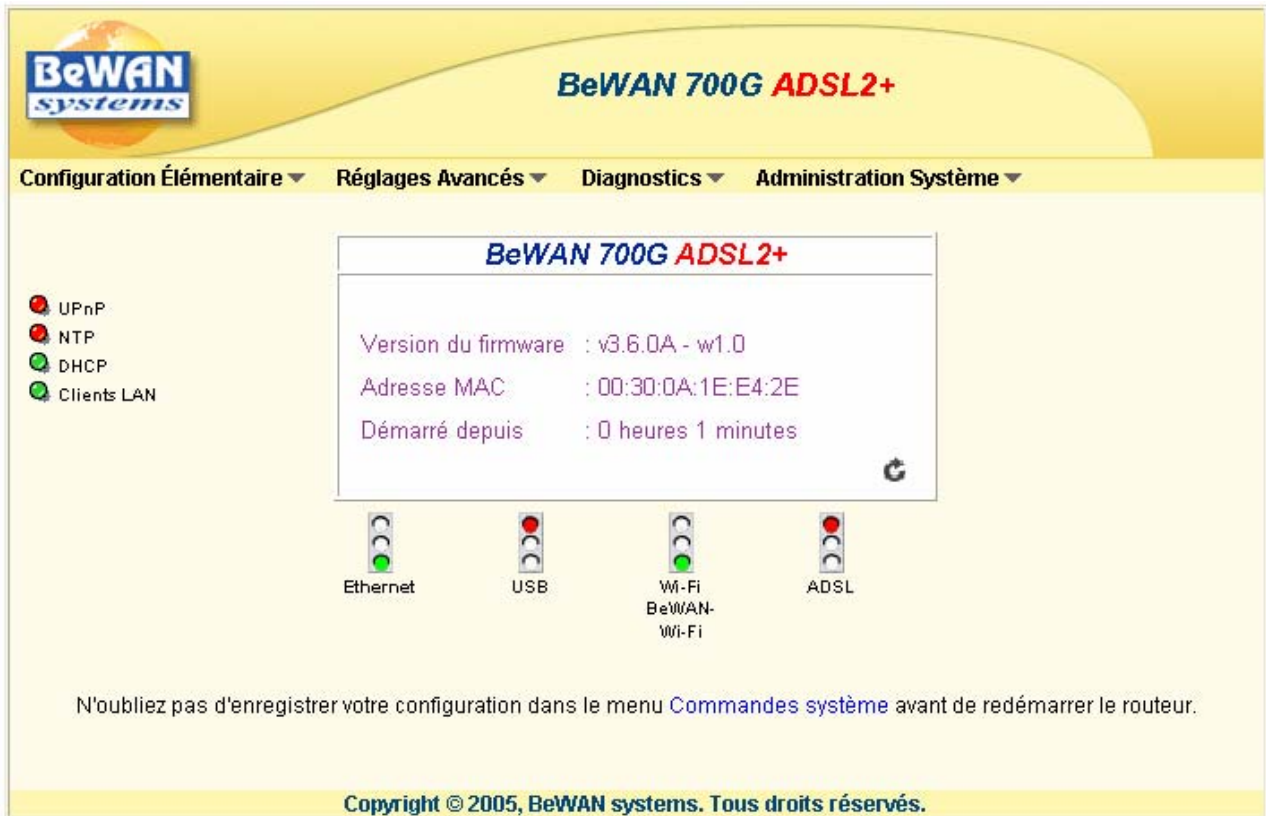 BeWAN
systems
BeWAN 700G ADSL2+
Configuration Élémentaire Réglages Avancés Diagnostics Administration Système
BeWAN 700G ADSL2+
UPnP
NTP
DHCP
Clients LAN
Version du firmware : v3.6.0A - w1.0
Adresse MAC : 00:30:0A:1E:E4:2E
Démarré depuis : 0 heures 1 minutes
Ethernet
USB
Wi-Fi
BeWAN-
Wi-Fi
ADSL
N'oubliez pas d'enregistrer votre configuration dans le menu Commandes système avant de redémarrer le routeur.
Copyright © 2005, BeWAN systems. Tous droits réservés.